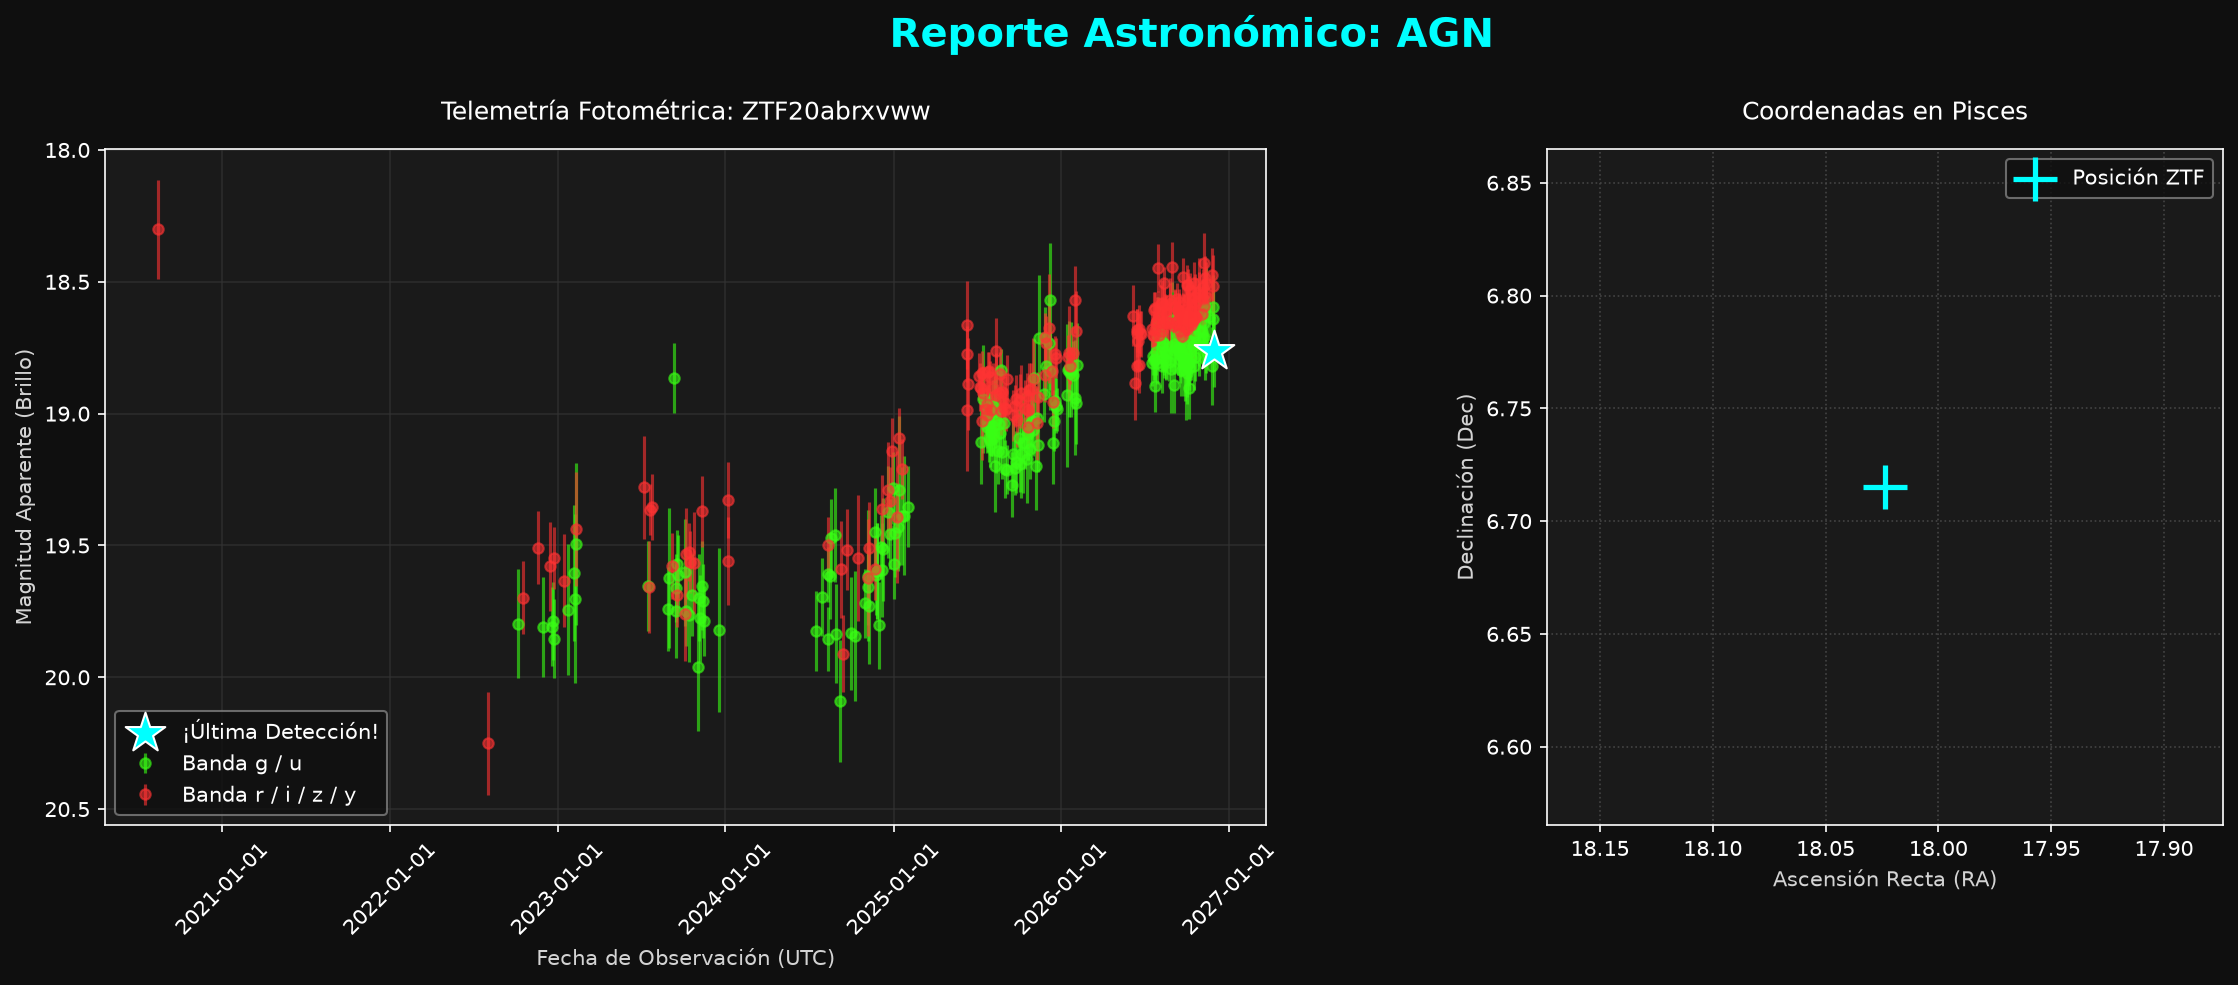 Reporte Astronómico: AGN
Telemetría Fotométrica: ZTF20abrxvww
Magnitud Aparente (Brillo)
18.0
18.5
19.0
19.5
20.0
20.5
¡Última Detección!
Banda g / u
Banda r / i / z / y
2021-01-01
2022-01-01
2023-01-01
2024-01-01
2025-01-01
2026-01-01
2027-01-01
Fecha de Observación (UTC)
Coordenadas en Pisces
Declinación (Dec)
6.85
6.80
6.75
6.70
6.65
6.60
Posición ZTF
18.15
18.10
18.05
18.00
17.95
17.90
Ascensión Recta (RA)